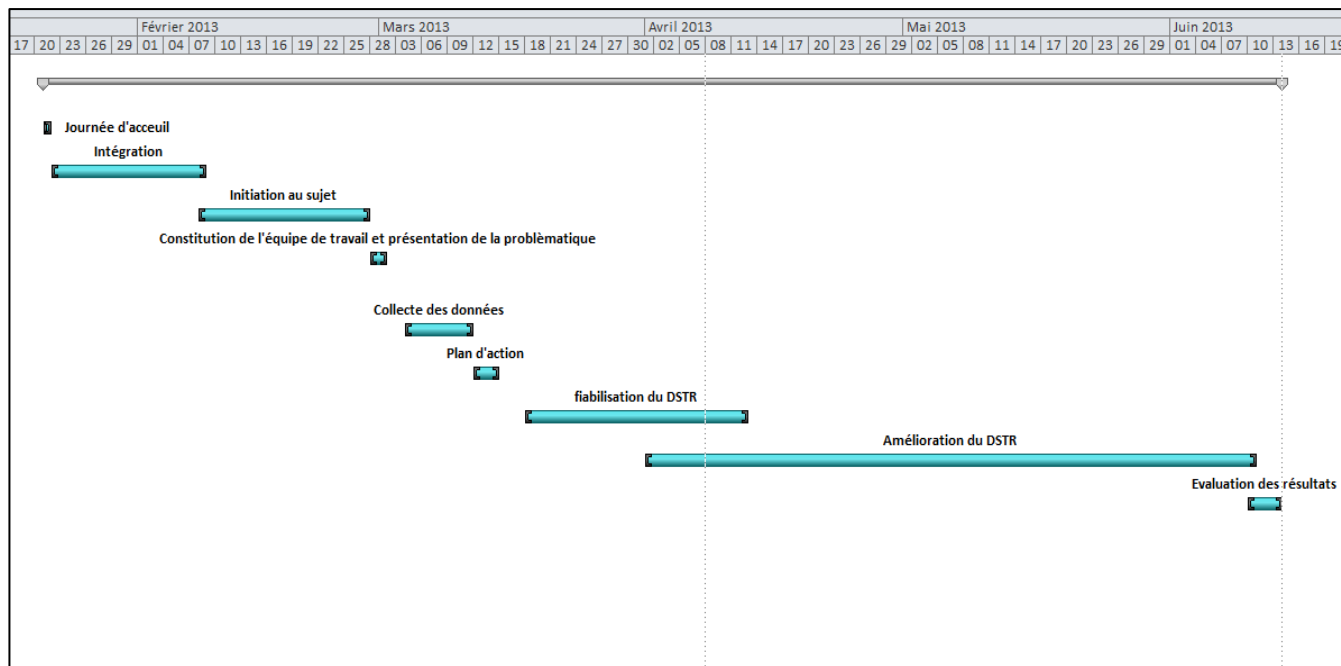 Février 2013 Mars 2013 Avril 2013 Mai 2013 Juin 2013
17 20 23 26 29 01 04 07 10 13 16 19 22 25 28 03 06 09 12 15 18 21 24 27 30 02 05 08 11 14 17 20 23 26 29 02 05 08 11 14 17 20 23 26 29 01 04 07 10 13 16 19
Journée d'acceuil
Intégration
Initiation au sujet
Constitution de l'équipe de travail et présentation de la problèmatique
Collecte des données
Plan d'action
fiabilisation du DSTR
Amélioration du DSTR
Evaluation des résultats